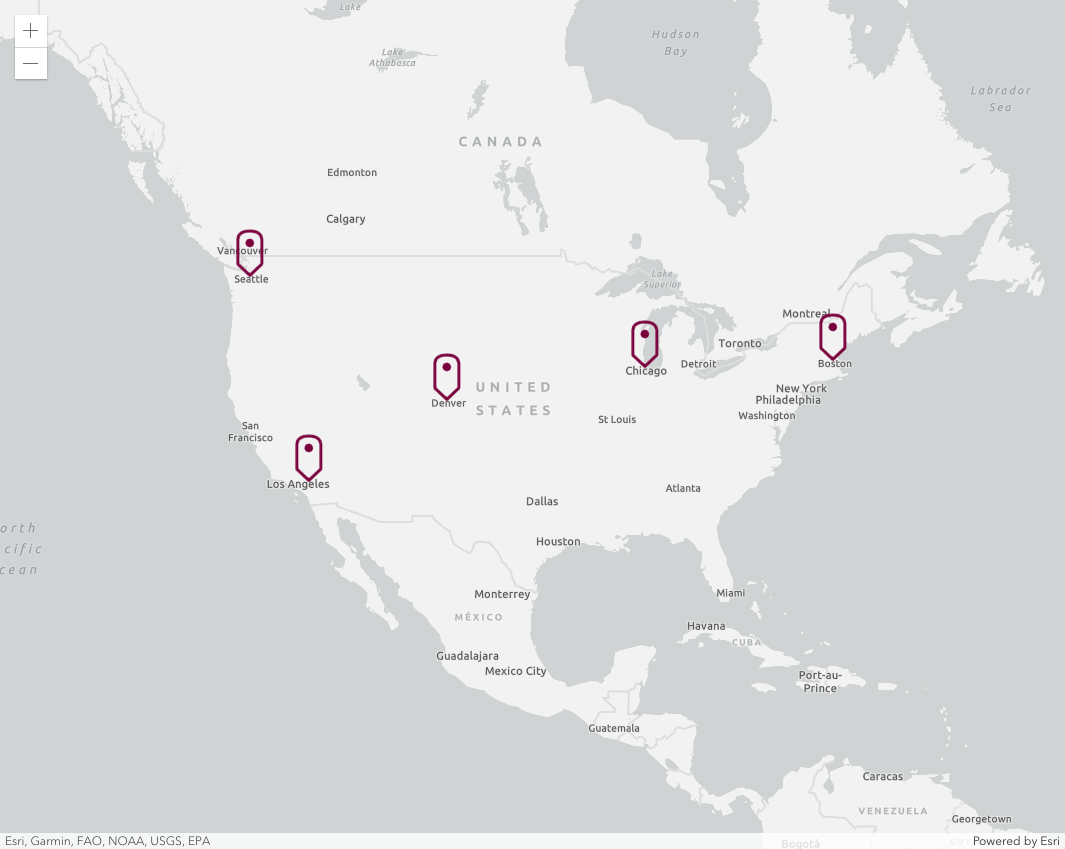 Lake
Hudson
Bay
Lake
Athabasca
Labrador
Sea
CANADA
Edmonton
Calgary
Vancouver
Seattle
Lake
Superior
Montreal
Toronto
Boston
Detroit
Chicago
UNITED
STATES
New York
Philadelphia
Denver
Washington
St Louis
San
Francisco
Los Angeles
Atlanta
Dallas
orth
cific
cean
Houston
Monterrey
Miami
MÉXICO
Havana
CUBA
Guadalajara
Mexico City
Port-au-
Prince
Guatemala
Caracas
VENEZUELA
Georgetown
Bogotá
Esri, Garmin, FAO, NOAA, USGS, EPA
Powered by Esri